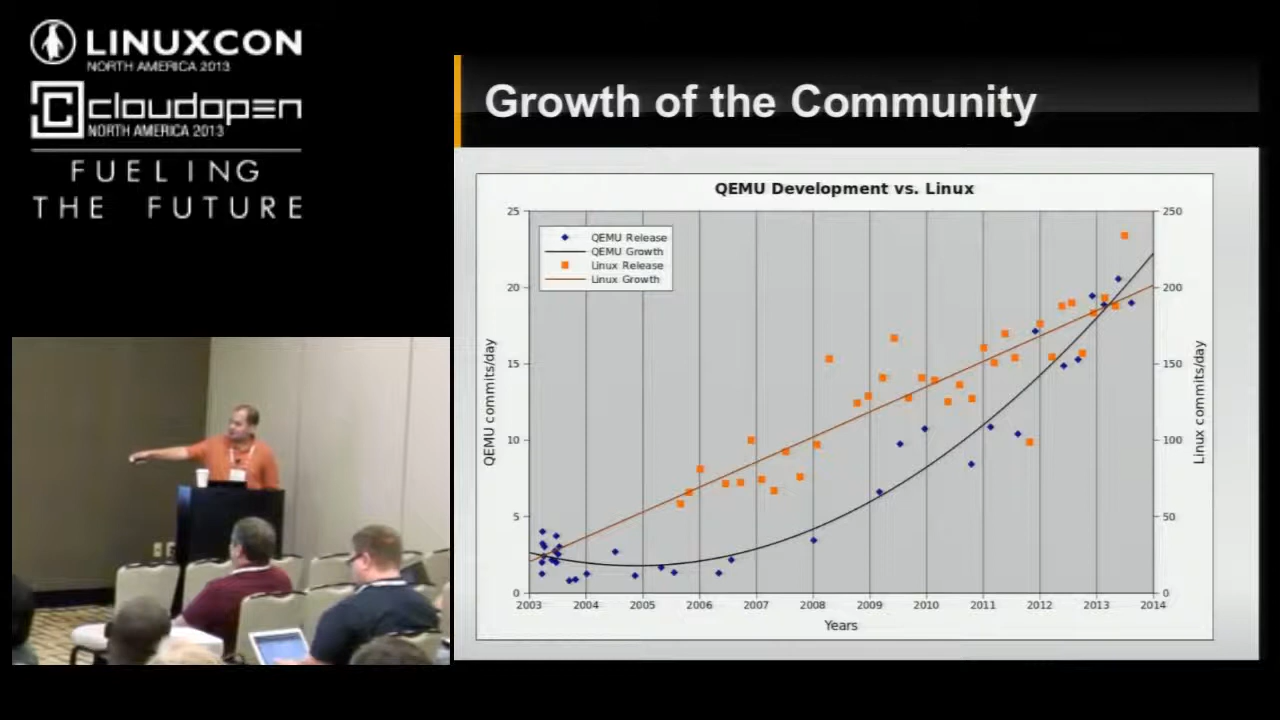 LINUXCON
NORTH AMERICA 2013
cloudopen
NORTH AMERICA 2013
FUELING
THE FUTURE
Growth of the Community
QEMU Development vs. Linux
QEMU Release
QEMU Growth
Linux Release
Linux Growth
QEMU commits/day
25
20
15
10
5
0
Linux commits/day
250
200
150
100
50
0
2003 2004 2005 2006 2007 2008 2009 2010 2011 2012 2013 2014
Years